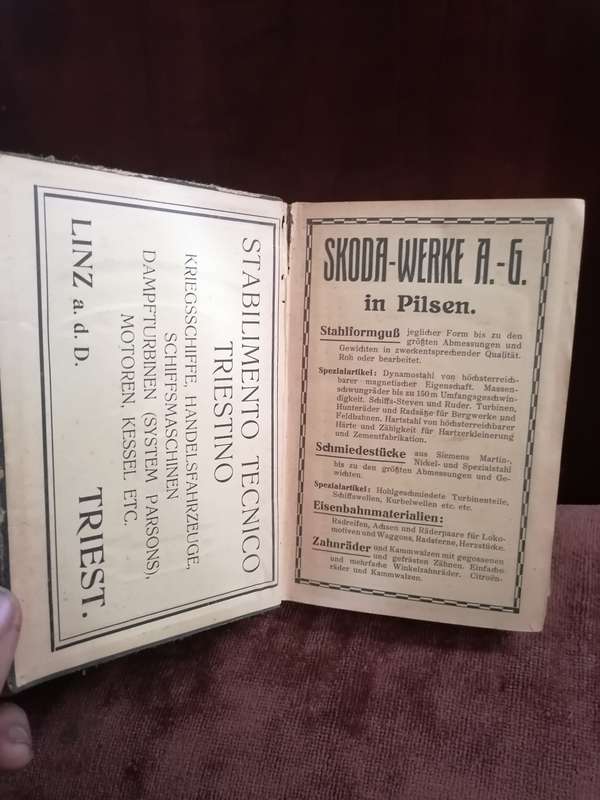 STABILIMENTO TECNICO
TRIESTINO
KRIEGSSCHIFFE, HANDELSFAHRZEUGE,
SCHIFFSMASCHINEN
DAMPFTURBINEN (SYSTEM PARSONS),
MOTOREN, KESSEL ETC.
LINZ a. d. D.
TRIEST.
SKODA-WERKE A.-G.
in Pilsen.
Stahlformguß jeglicher Form bis zu den
größten Abmessungen und
Gewichten in zweckentsprechender Qualität.
Roh oder bearbeitet.
Spezialartikel: Dynamostahl von höchsterreich-
barer magnetischer Eigenschaft. Massen-
schwungräder bis zu 150 m Umfangsgeschwin-
digkeit. Schiffs-Steven und Ruder. Turbinen,
Hunteräder und Radsätze für Bergwerke und
Feldbahnen. Hartstahl von höchsterreichbarer
Härte und Zähigkeit für Hartzerkleinerung
und Zementfabrikation.
Schmiedestücke aus Siemens Martin-,
Nickel- und Spezialstahl
bis zu den größten Abmessungen und Ge-
wichten.
Spezialartikel: Hohlgeschmiedete Turbinenteile,
Schiffswellen, Kurbelwellen etc. etc.
Eisenbahnmaterialien:
Radreifen, Achsen und Räderpaare für Loko-
motiven und Waggons, Radsterne, Herzstücke.
Zahnräder und Kammwalzen mit gegossenen
und gefrästen Zähnen. Einfache
und mehrfache Winkelzahnräder. Citroën-
räder und Kammwalzen.